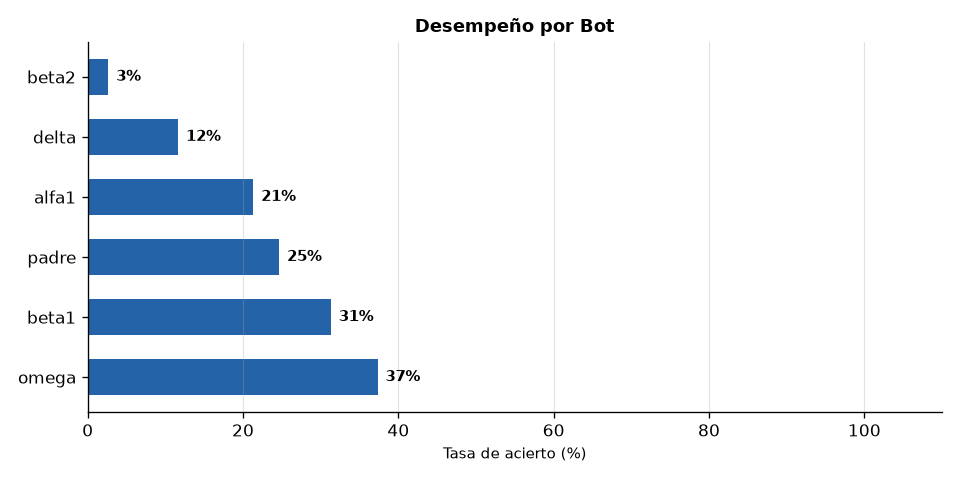 Desempeño por Bot
beta2 3%
delta 12%
alfa1 21%
padre 25%
beta1 31%
omega 37%
0 20 40 60 80 100
Tasa de acierto (%)